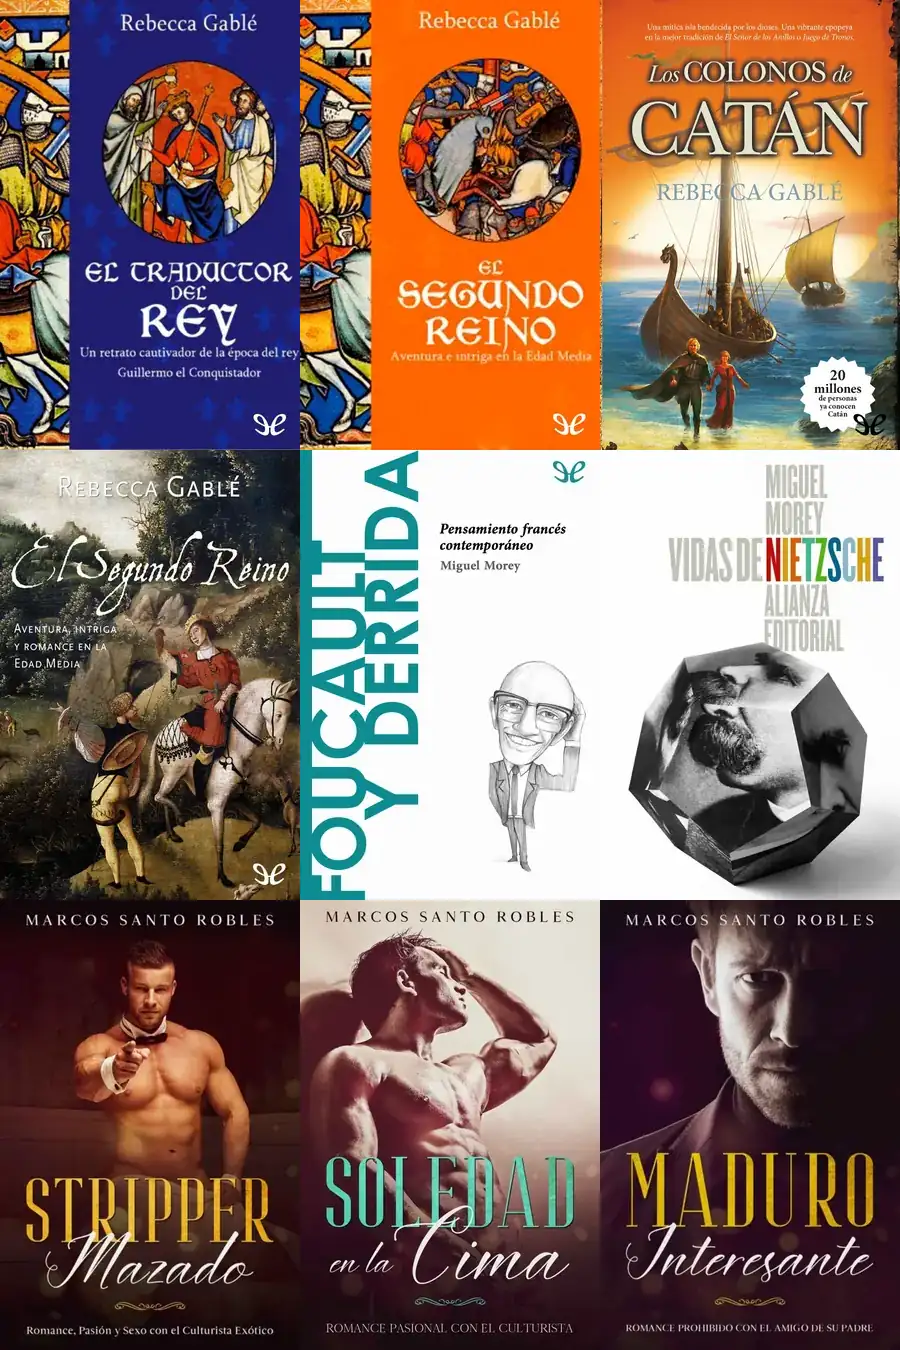 Rebecca Gablé
EL TRADUCTOR
DEL
REY
Un retrato cautivador de la época del rey
Guillermo el Conquistador
Rebecca Gablé
EL
SEGUNDO
REINO
Aventura e intriga en la Edad Media
Una mítica isla bendecida por los dioses. Una vibrante epopeya
en la mejor tradición de El Señor de los Anillos o Juego de Tronos.
Los COLONOS de
CATÁN
REBECCA GABLÉ
20
millones
de personas
ya conocen
Catán
REBECCA GABLÉ
El Segundo Reino
AVENTURA, INTRIGA
Y ROMANCE EN LA
EDAD MEDIA
FOUCAULT
Y DERRIDA
Pensamiento francés
contemporáneo
Miguel Morey
MIGUEL
MOREY
VIDAS DE NIETZSCHE
ALIANZA
EDITORIAL
MARCOS SANTO ROBLES
STRIPPER
Mazado
Romance, Pasión y Sexo con el Culturista Exótico
MARCOS SANTO ROBLES
SOLEDAD
en la Cima
ROMANCE PASIONAL CON EL CULTURISTA
MARCOS SANTO ROBLES
MADURO
Interesante
ROMANCE PROHIBIDO CON EL AMIGO DE SU PADRE